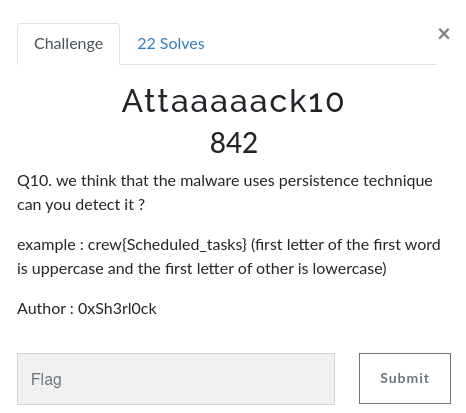 Challenge
22 Solves
×
Attaaaaack10
842
Q10. we think that the malware uses persistence technique
can you detect it ?
example : crew{Scheduled_tasks} (first letter of the first word
is uppercase and the first letter of other is lowercase)
Author : 0xSh3rl0ck
Flag
Submit